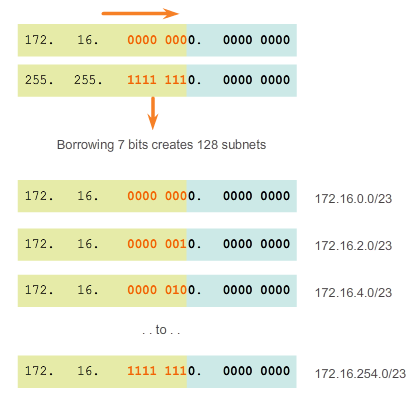 172. 16. 0000 0000. 0000 0000
255. 255. 1111 1110. 0000 0000
Borrowing 7 bits creates 128 subnets
172. 16. 0000 0000. 0000 0000 172.16.0.0/23
172. 16. 0000 0010. 0000 0000 172.16.2.0/23
172. 16. 0000 0100. 0000 0000 172.16.4.0/23
. . to . .
172. 16. 1111 1110. 0000 0000 172.16.254.0/23